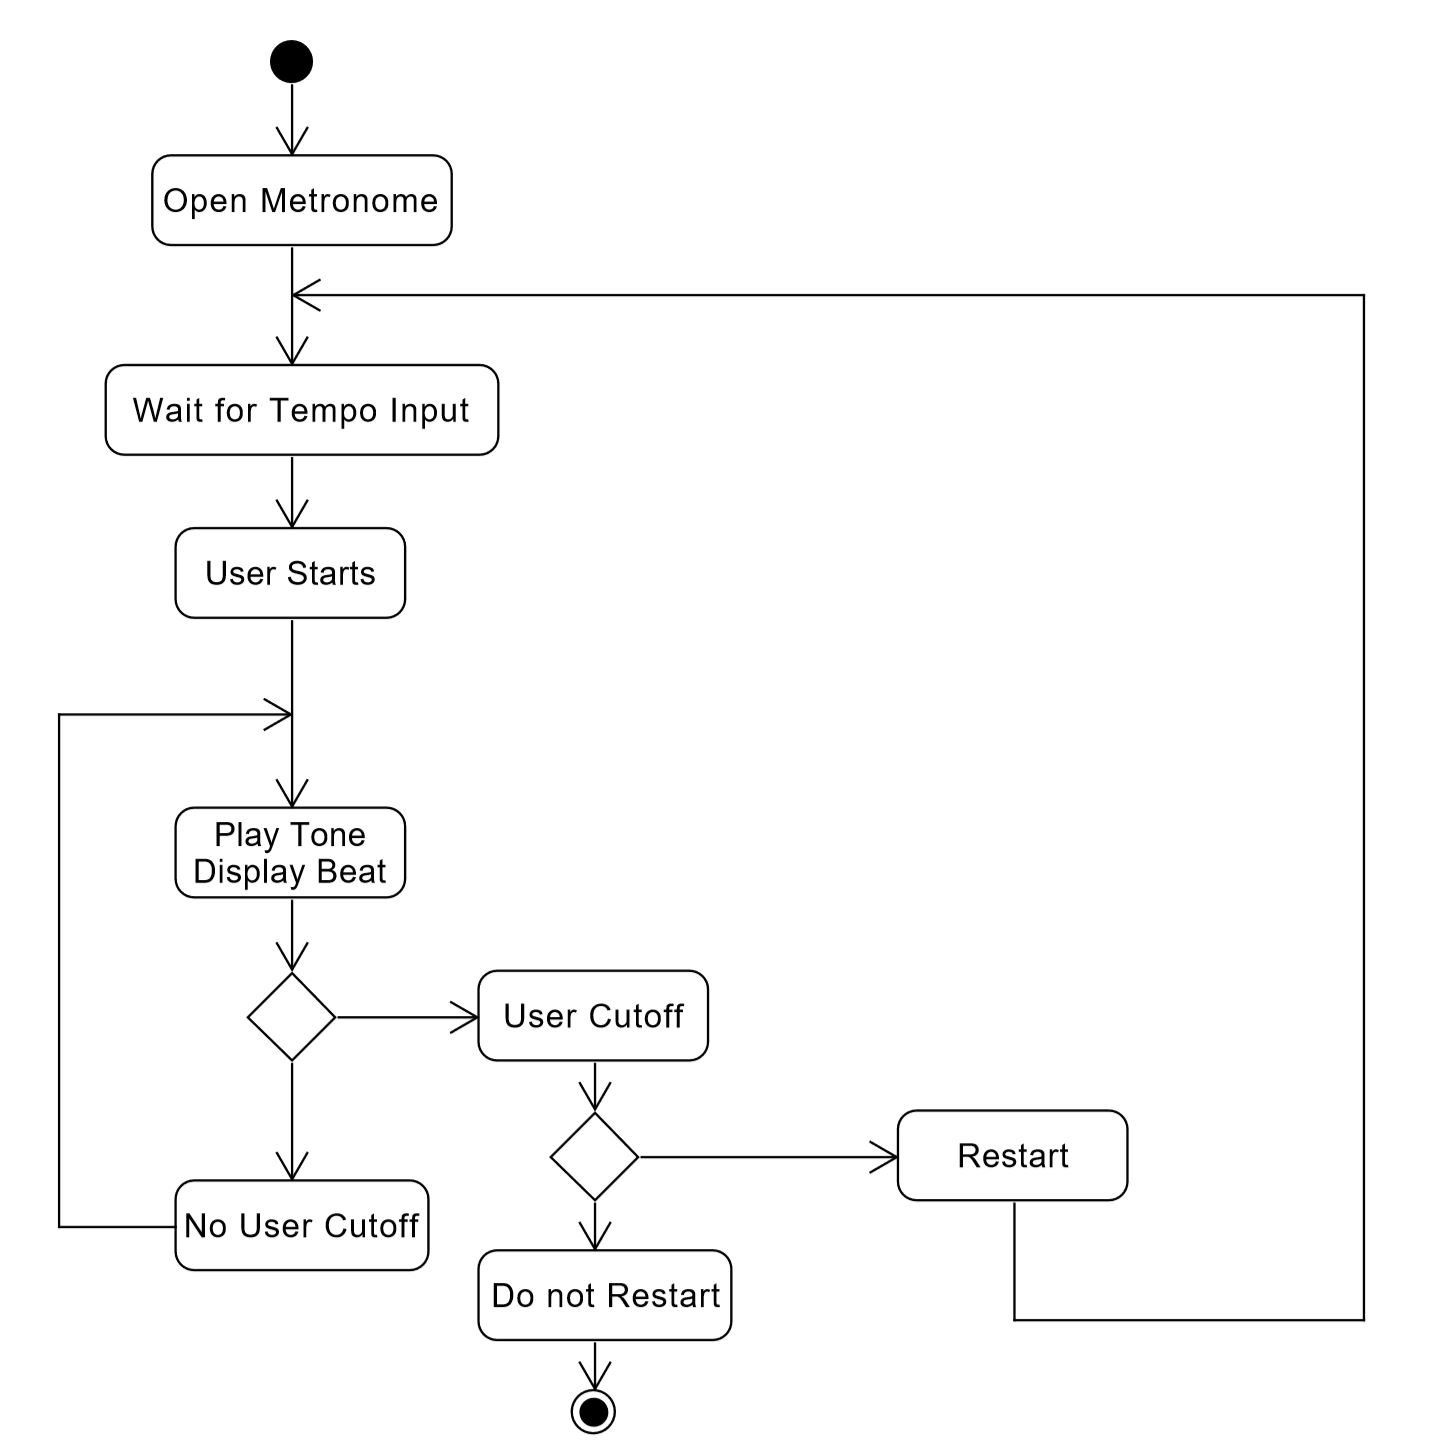 Open Metronome
Wait for Tempo Input
User Starts
Play Tone
Display Beat
User Cutoff
Restart
No User Cutoff
Do not Restart